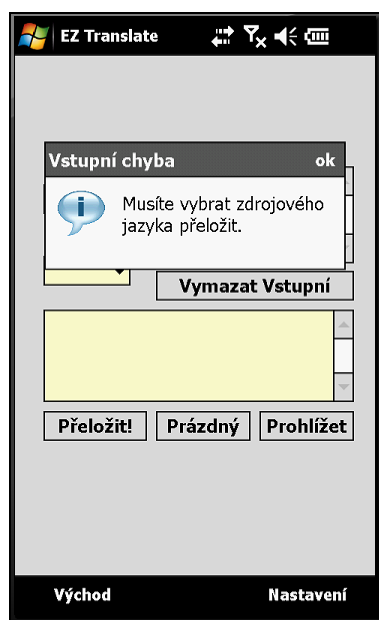 EZ Translate
Vstupní chyba ok
Musíte vybrat zdrojového
jazyka přeložit.
Vymazat Vstupní
Přeložit! Prázdný Prohlížet
Východ Nastavení